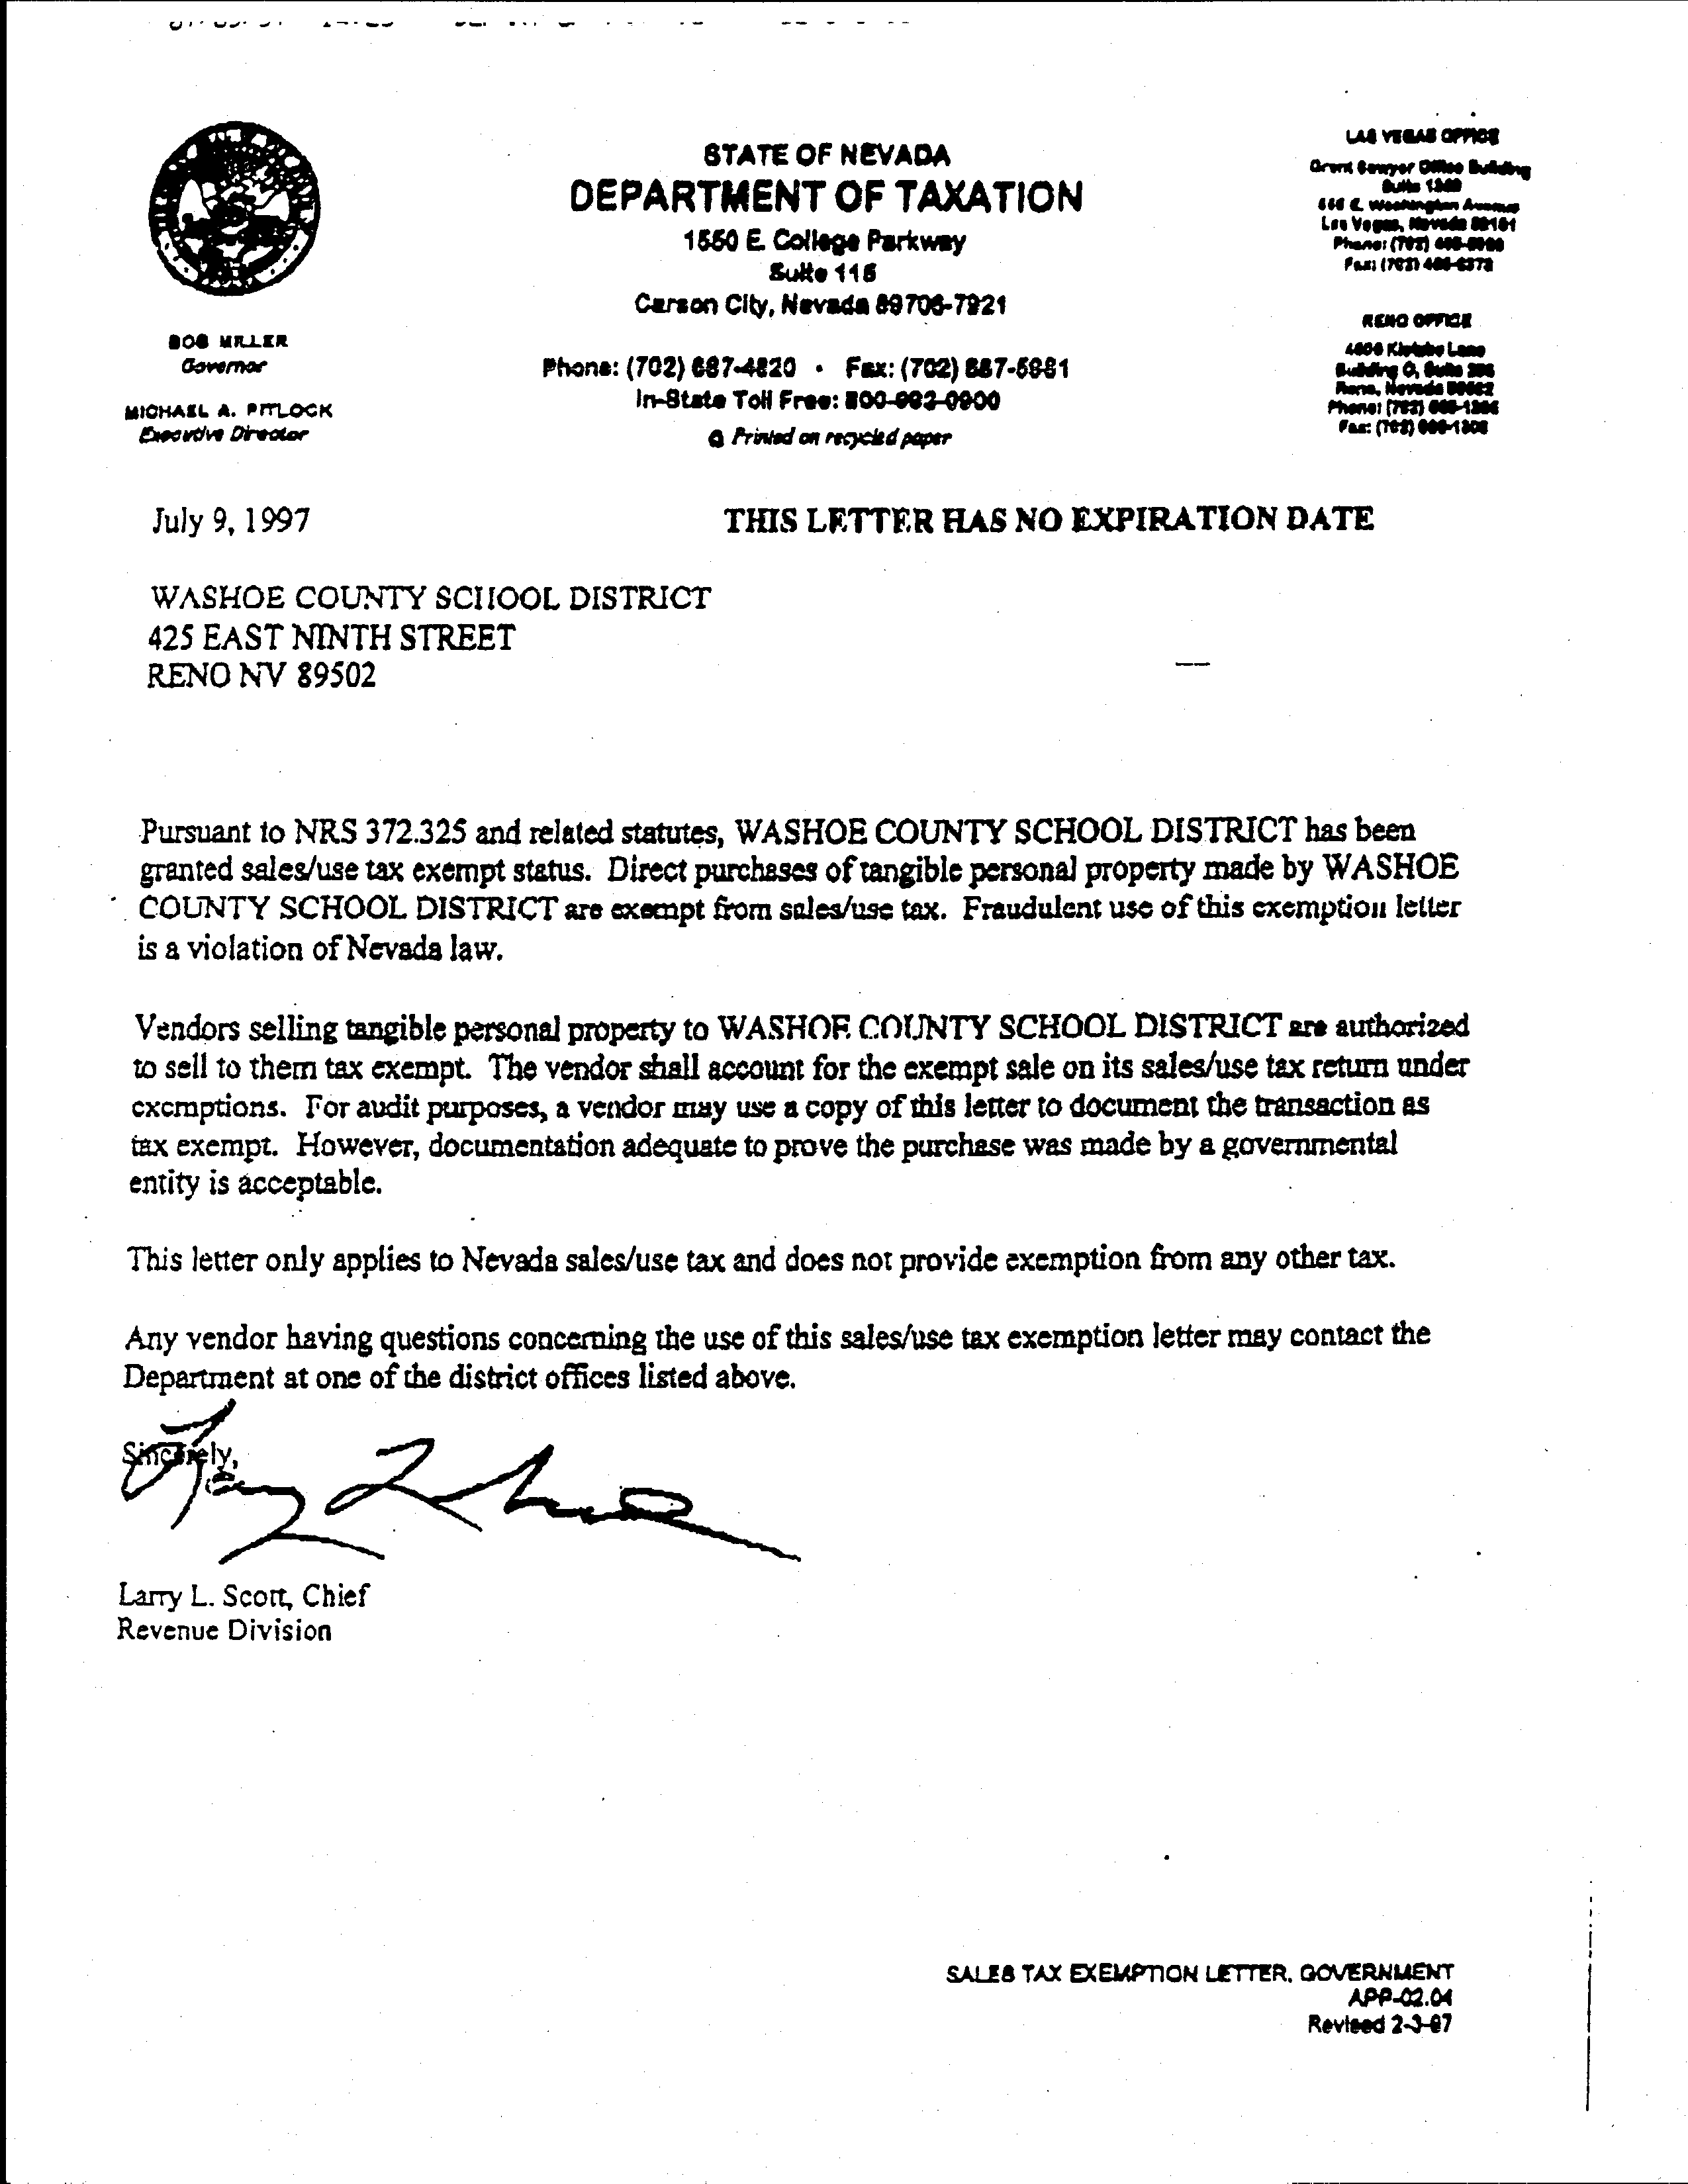 STATE OF NEVADA
DEPARTMENT OF TAXATION
1550 E. College Parkway
Suite 115
Carson City, Nevada 89706-7921
Phone: (702) 687-4820 • Fax: (702) 687-5981
In-State Toll Free: 800-992-0900
Printed on recycled paper
BOB MILLER
Governor
MICHAEL A. PITLOCK
Executive Director
LAS VEGAS OFFICE
Grant Sawyer Office Building
Suite 1300
Washington Avenue
Las Vegas, Nevada 89101
Phone: (702)
Fax: (702)
RENO OFFICE
4600 Kietzke Lane
Building O, Suite
Reno, Nevada
Phone: (702)
Fax: (702)
July 9, 1997
THIS LETTER HAS NO EXPIRATION DATE
WASHOE COUNTY SCHOOL DISTRICT
425 EAST NINTH STREET
RENO NV 89502
Pursuant to NRS 372.325 and related statutes, WASHOE COUNTY SCHOOL DISTRICT has been
granted sales/use tax exempt status. Direct purchases of tangible personal property made by WASHOE
COUNTY SCHOOL DISTRICT are exempt from sales/use tax. Fraudulent use of this exemption letter
is a violation of Nevada law.
Vendors selling tangible personal property to WASHOE COUNTY SCHOOL DISTRICT are authorized
to sell to them tax exempt. The vendor shall account for the exempt sale on its sales/use tax return under
exemptions. For audit purposes, a vendor may use a copy of this letter to document the transaction as
tax exempt. However, documentation adequate to prove the purchase was made by a governmental
entity is acceptable.
This letter only applies to Nevada sales/use tax and does not provide exemption from any other tax.
Any vendor having questions concerning the use of this sales/use tax exemption letter may contact the
Department at one of the district offices listed above.
Sincerely,
Larry L. Scott, Chief
Revenue Division
SALES TAX EXEMPTION LETTER, GOVERNMENT
APP-02.04
Revised 2-3-97